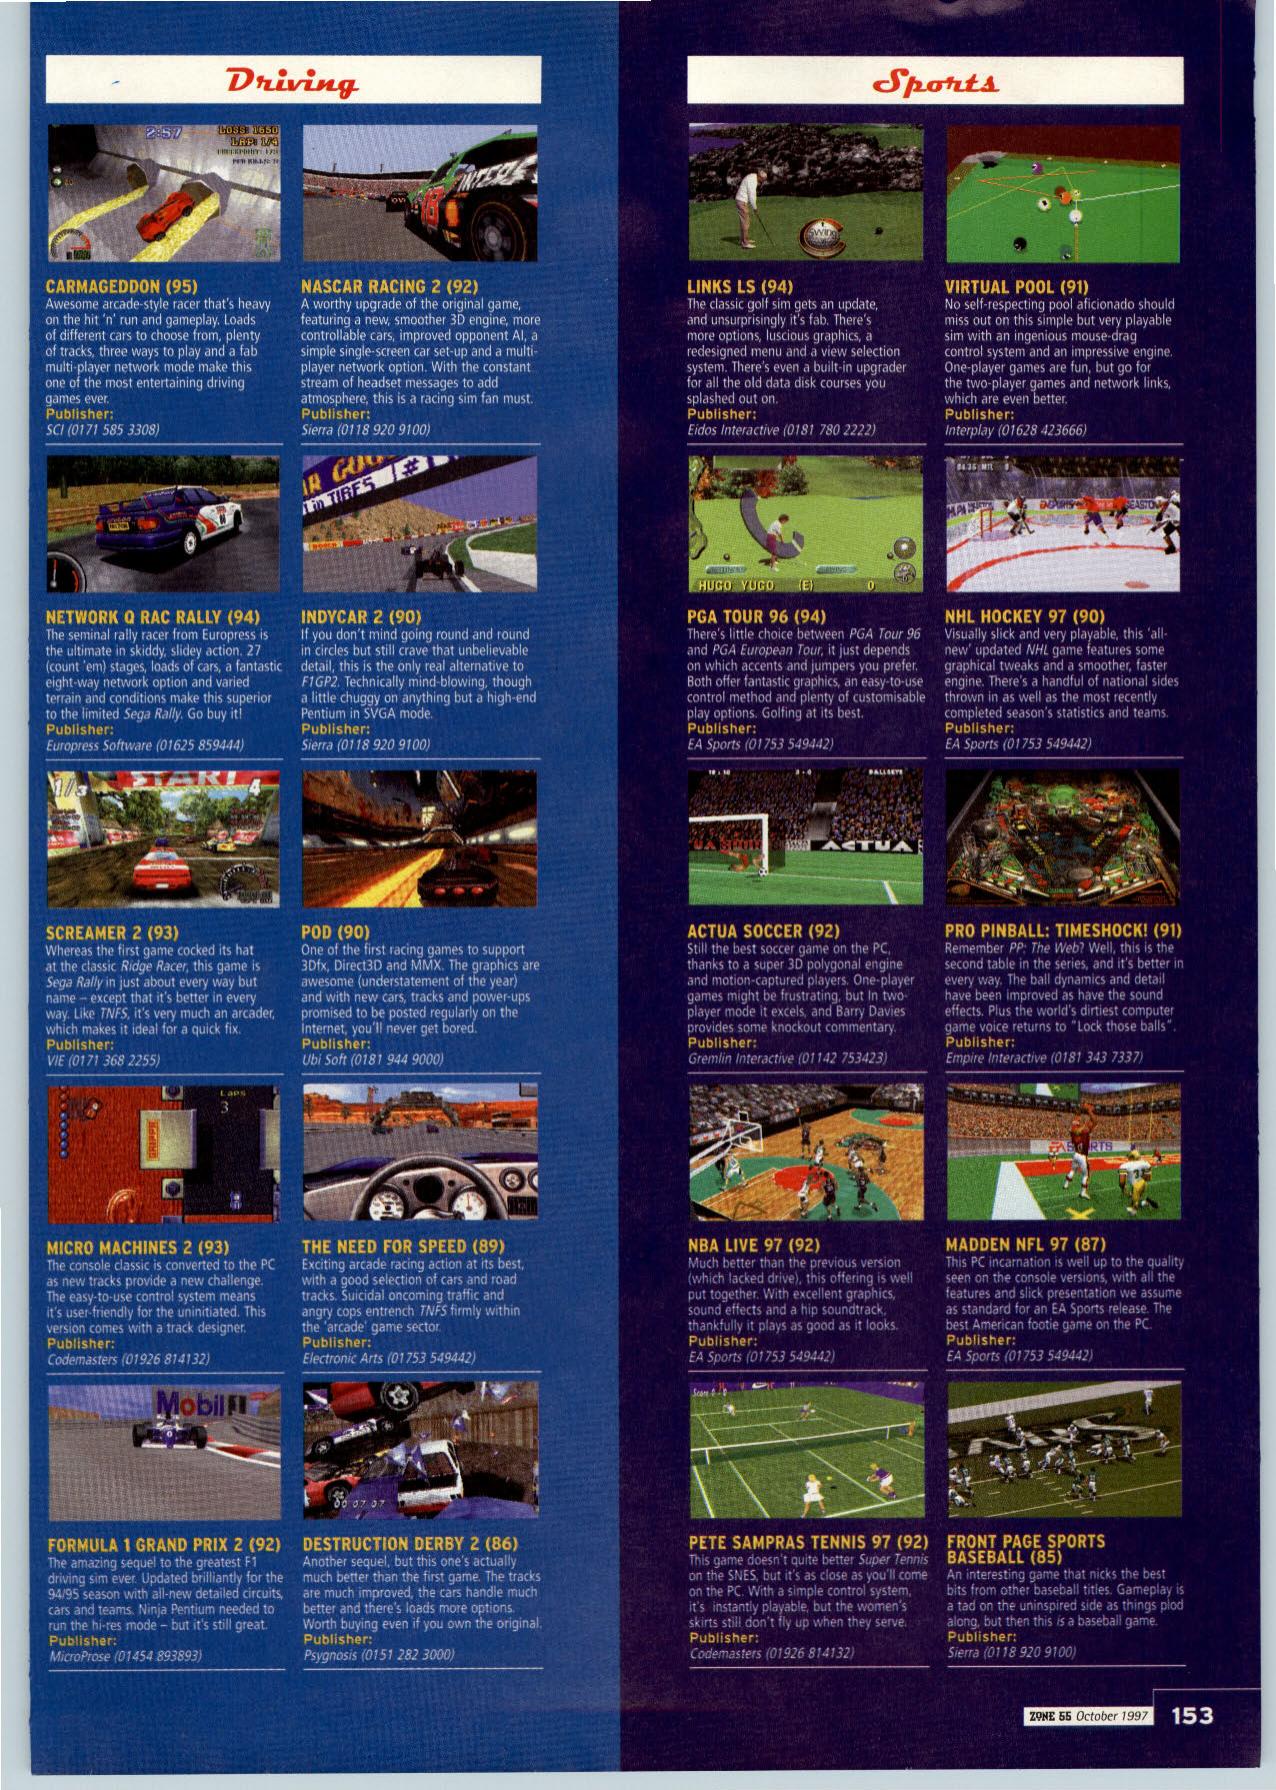 Driving
2:57
LOSS: 1650
LAP: 1/4
CARMAGEDDON (95)
Awesome arcade-style racer that's heavy
on the hit 'n' run and gameplay. Loads
of different cars to choose from, plenty
of tracks, three ways to play and a fab
multi-player network mode make this
one of the most entertaining driving
games ever.
Publisher:
SCI (0171 585 3308)
NETWORK Q RAC RALLY (94)
The seminal rally racer from Europress is
the ultimate in skiddy, slidey action. 27
(count 'em) stages, loads of cars, a fantastic
eight-way network option and varied
terrain and conditions make this superior
to the limited Sega Rally. Go buy it!
Publisher:
Europress Software (01625 859444)
START
1/3
4
SCREAMER 2 (93)
Whereas the first game cocked its hat
at the classic Ridge Racer, this game is
Sega Rally in just about every way but
name – except that it's better in every
way. Like TNFS, it's very much an arcader,
which makes it ideal for a quick fix.
Publisher:
VIE (0171 368 2255)
Laps
3
MICRO MACHINES 2 (93)
The console classic is converted to the PC
as new tracks provide a new challenge.
The easy-to-use control system means
it's user-friendly for the uninitiated. This
version comes with a track designer.
Publisher:
Codemasters (01926 814132)
Mobil 1
FORMULA 1 GRAND PRIX 2 (92)
The amazing sequel to the greatest F1
driving sim ever. Updated brilliantly for the
94/95 season with all-new detailed circuits,
cars and teams. Ninja Pentium needed to
run the hi-res mode – but it's still great.
Publisher:
MicroProse (01454 893893)
NASCAR RACING 2 (92)
A worthy upgrade of the original game,
featuring a new, smoother 3D engine, more
controllable cars, improved opponent AI, a
simple single-screen car set-up and a multi-
player network option. With the constant
stream of headset messages to add
atmosphere, this is a racing sim fan must.
Publisher:
Sierra (0118 920 9100)
INDYCAR 2 (90)
If you don't mind going round and round
in circles but still crave that unbelievable
detail, this is the only real alternative to
F1GP2. Technically mind-blowing, though
a little chuggy on anything but a high-end
Pentium in SVGA mode.
Publisher:
Sierra (0118 920 9100)
POD (90)
One of the first racing games to support
3Dfx, Direct3D and MMX. The graphics are
awesome (understatement of the year)
and with new cars, tracks and power-ups
promised to be posted regularly on the
Internet, you'll never get bored.
Publisher:
Ubi Soft (0181 944 9000)
THE NEED FOR SPEED (89)
Exciting arcade racing action at its best,
with a good selection of cars and road
tracks. Suicidal oncoming traffic and
angry cops entrench TNFS firmly within
the 'arcade' game sector.
Publisher:
Electronic Arts (01753 549442)
00 07 07
DESTRUCTION DERBY 2 (86)
Another sequel, but this one's actually
much better than the first game. The tracks
are much improved, the cars handle much
better and there's loads more options.
Worth buying even if you own the original.
Publisher:
Psygnosis (0151 282 3000)
Sports
Swing
LINKS LS (94)
The classic golf sim gets an update,
and unsurprisingly it's fab. There's
more options, luscious graphics, a
redesigned menu and a view selection
system. There's even a built-in upgrader
for all the old data disk courses you
splashed out on.
Publisher:
Eidos Interactive (0181 780 2222)
HUGO YUGO (E) 0
PGA TOUR 96 (94)
There's little choice between PGA Tour 96
and PGA European Tour, it just depends
on which accents and jumpers you prefer.
Both offer fantastic graphics, an easy-to-use
control method and plenty of customisable
play options. Golfing at its best.
Publisher:
EA Sports (01753 549442)
ACTUA
ACTUA SOCCER (92)
Still the best soccer game on the PC,
thanks to a super 3D polygonal engine
and motion-captured players. One-player
games might be frustrating, but In two-
player mode it excels, and Barry Davies
provides some knockout commentary.
Publisher:
Gremlin Interactive (01142 753423)
NBA LIVE 97 (92)
Much better than the previous version
(which lacked drive), this offering is well
put together. With excellent graphics,
sound effects and a hip soundtrack,
thankfully it plays as good as it looks.
Publisher:
EA Sports (01753 549442)
Score 0 - 0
PETE SAMPRAS TENNIS 97 (92)
This game doesn't quite better Super Tennis
on the SNES, but it's as close as you'll come
on the PC. With a simple control system,
it's instantly playable, but the women's
skirts still don't fly up when they serve.
Publisher:
Codemasters (01926 814132)
VIRTUAL POOL (91)
No self-respecting pool aficionado should
miss out on this simple but very playable
sim with an ingenious mouse-drag
control system and an impressive engine.
One-player games are fun, but go for
the two-player games and network links,
which are even better.
Publisher:
Interplay (01628 423666)
NHL HOCKEY 97 (90)
Visually slick and very playable, this 'all-
new' updated NHL game features some
graphical tweaks and a smoother, faster
engine. There's a handful of national sides
thrown in as well as the most recently
completed season's statistics and teams.
Publisher:
EA Sports (01753 549442)
PRO PINBALL: TIMESHOCK! (91)
Remember PP: The Web? Well, this is the
second table in the series, and it's better in
every way. The ball dynamics and detail
have been improved as have the sound
effects. Plus the world's dirtiest computer
game voice returns to "Lock those balls".
Publisher:
Empire Interactive (0181 343 7337)
EA SPORTS
MADDEN NFL 97 (87)
This PC incarnation is well up to the quality
seen on the console versions, with all the
features and slick presentation we assume
as standard for an EA Sports release. The
best American footie game on the PC.
Publisher:
EA Sports (01753 549442)
FRONT PAGE SPORTS
BASEBALL (85)
An interesting game that nicks the best
bits from other baseball titles. Gameplay is
a tad on the uninspired side as things plod
along, but then this is a baseball game.
Publisher:
Sierra (0118 920 9100)
ZONE 55 October 1997 153